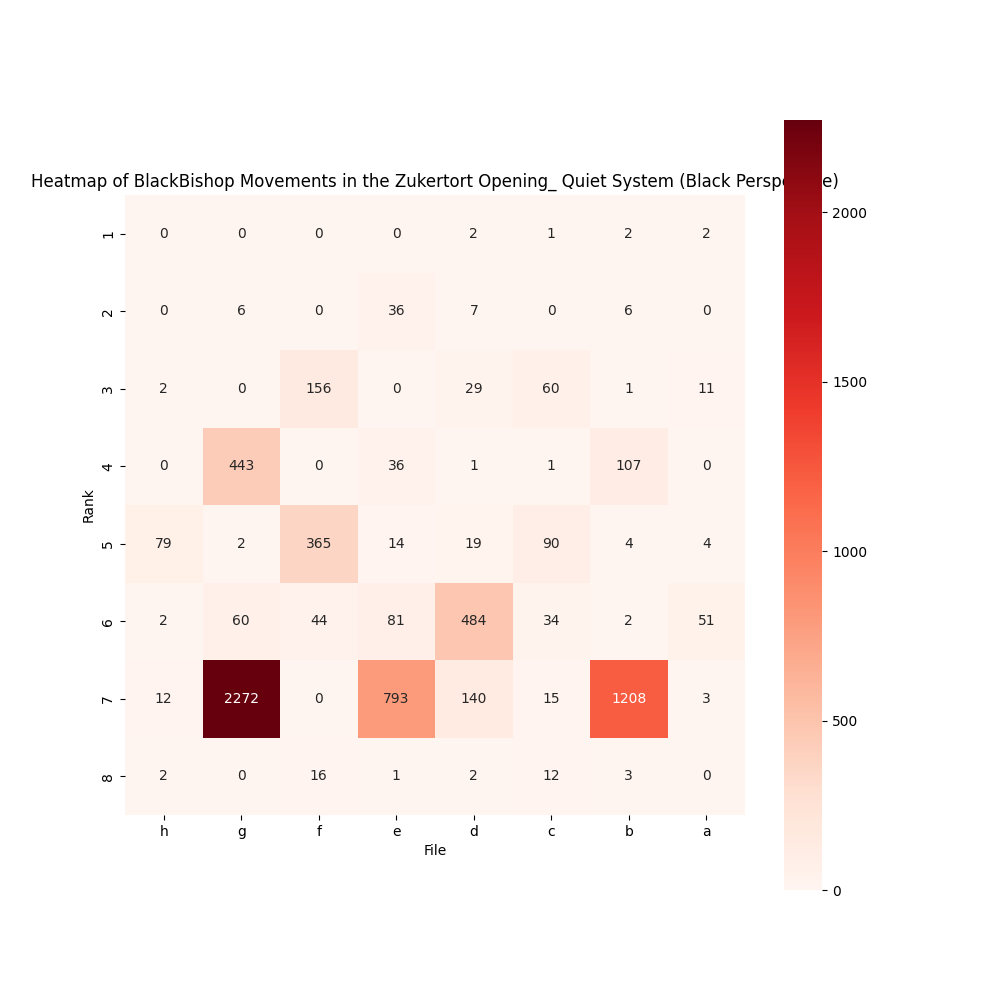 Heatmap of BlackBishop Movements in the Zukertort Opening_ Quiet System (Black Perspective)
1 0 0 0 0 2 1 2 2
2 0 6 0 36 7 0 6 0
3 2 0 156 0 29 60 1 11
4 0 443 0 36 1 1 107 0
Rank
5 79 2 365 14 19 90 4 4
6 2 60 44 81 484 34 2 51
7 12 2272 0 793 140 15 1208 3
8 2 0 16 1 2 12 3 0
h g f e d c b a
File
2000
1500
1000
500
0